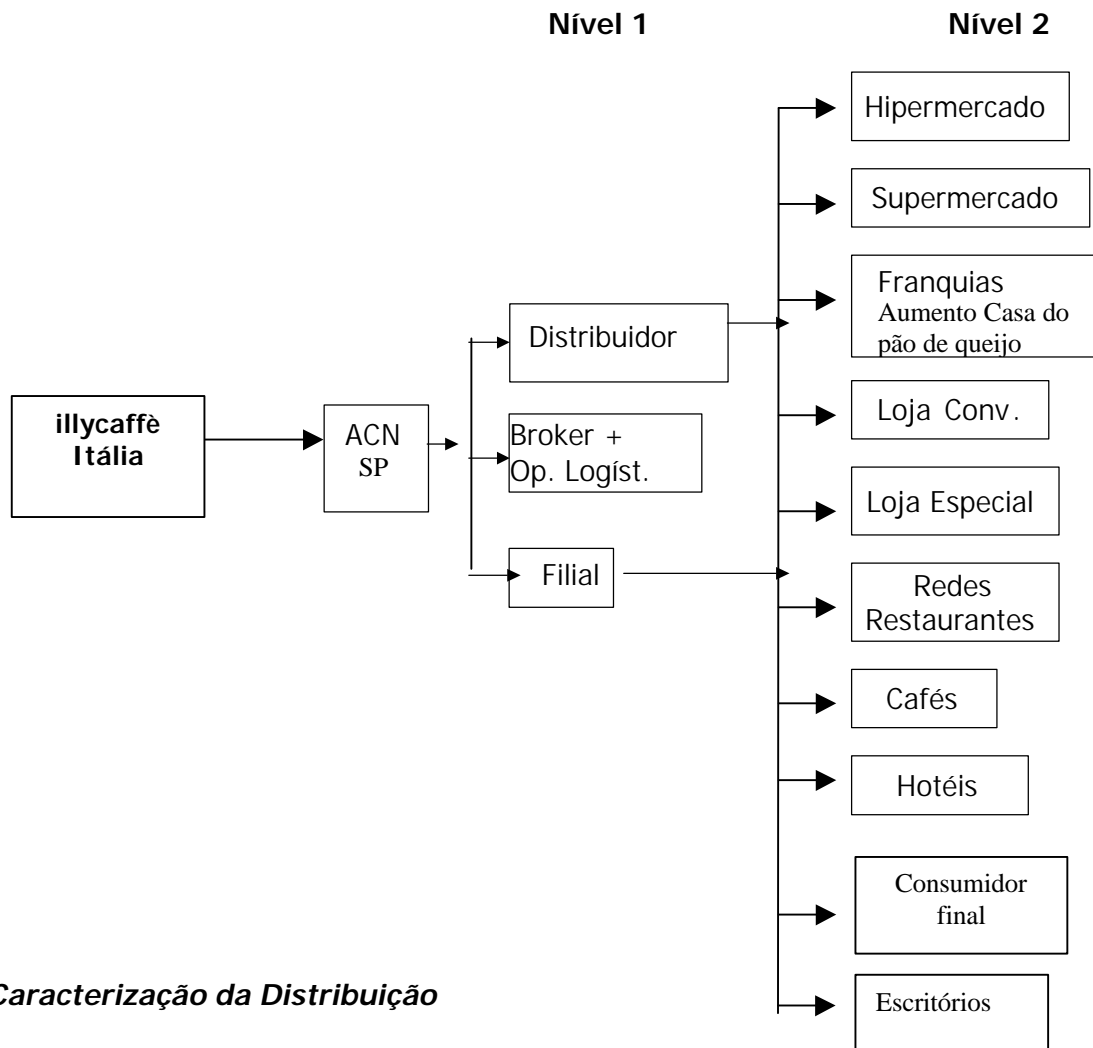 Nível 1
Nível 2
Hipermercado
Supermercado
Franquias
Aumento Casa do
pão de queijo
Distribuidor
illycaffè
Itália
ACN
SP
Broker +
Op. Logíst.
Filial
Loja Conv.
Loja Especial
Redes
Restaurantes
Cafés
Hotéis
Consumidor
final
Escritórios
Caracterização da Distribuição